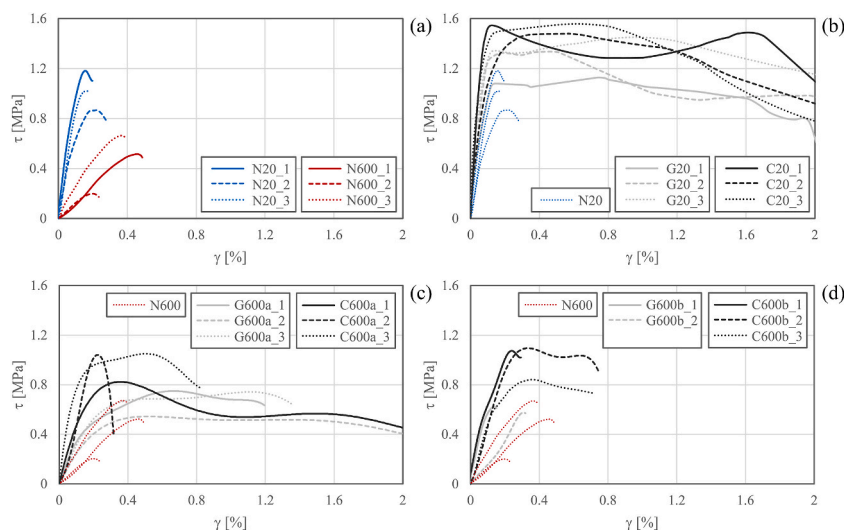 1.6
1.2
0.8
0.4
0
τ [MPa]
0
0.4
0.8
1.2
1.6
2
γ [%]
(a)
N20_1
N20_2
N20_3
N600_1
N600_2
N600_3
1.6
1.2
0.8
0.4
0
τ [MPa]
0
0.4
0.8
1.2
1.6
2
γ [%]
(b)
N20
G20_1
G20_2
G20_3
C20_1
C20_2
C20_3
1.6
1.2
0.8
0.4
0
τ [MPa]
0
0.4
0.8
1.2
1.6
2
γ [%]
(c)
N600
G600a_1
G600a_2
G600a_3
C600a_1
C600a_2
C600a_3
1.6
1.2
0.8
0.4
0
τ [MPa]
0
0.4
0.8
1.2
1.6
2
γ [%]
(d)
N600
G600b_1
G600b_2
C600b_1
C600b_2
C600b_3